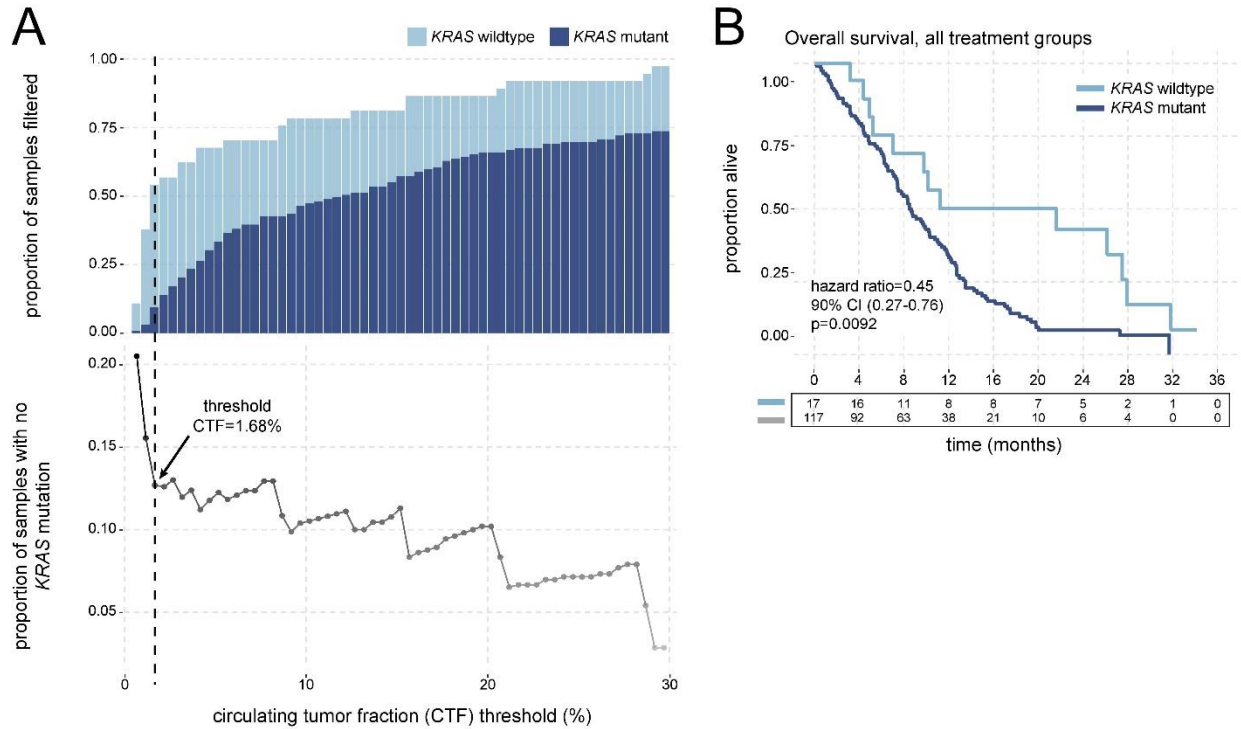 A
KRAS wildtype KRAS mutant
proportion of samples filtered
1.00
0.75
0.50
0.25
0.00
proportion of samples with no
KRAS mutation
0.20
0.15
0.10
0.05
threshold
CTF=1.68%
0 10 20 30
circulating tumor fraction (CTF) threshold (%)
B
Overall survival, all treatment groups
KRAS wildtype
KRAS mutant
proportion alive
1.00
0.75
0.50
0.25
0.00
hazard ratio=0.45
90% CI (0.27-0.76)
p=0.0092
0 4 8 12 16 20 24 28 32 36
17 16 11 8 8 7 5 2 1 0
117 92 63 38 21 10 6 4 0 0
time (months)